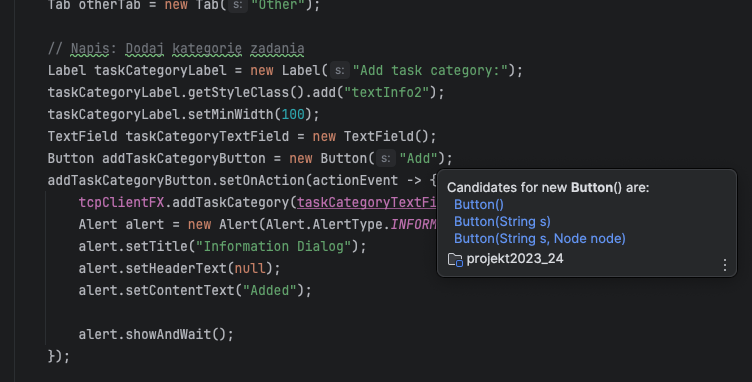 Tab otherTab = new Tab( s: "Other");
// Napis: Dodaj kategorie zadania
Label taskCategoryLabel = new Label( s: "Add task category:");
taskCategoryLabel.getStyleClass().add("textInfo2");
taskCategoryLabel.setMinWidth(100);
TextField taskCategoryTextField = new TextField();
Button addTaskCategoryButton = new Button( s: "Add");
addTaskCategoryButton.setOnAction(actionEvent -> {
tcpClientFX.addTaskCategory(taskCategoryTextFi
Alert alert = new Alert(Alert.AlertType.INFORM
alert.setTitle("Information Dialog");
alert.setHeaderText(null);
alert.setContentText("Added");
alert.showAndWait();
});
Candidates for new Button() are:
Button()
Button(String s)
Button(String s, Node node)
projekt2023_24